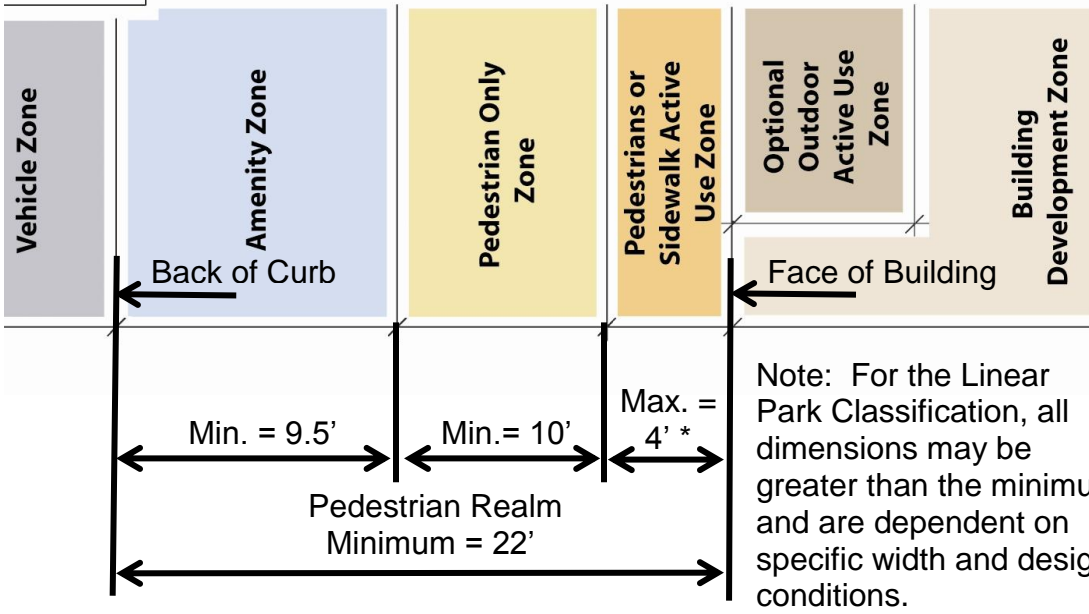 Vehicle Zone
Amenity Zone
Pedestrian Only
Zone
Pedestrians or
Sidewalk Active
Use Zone
Optional
Outdoor
Active Use
Zone
Building
Development Zone
Back of Curb
Face of Building
Min. = 9.5’
Min.= 10’
Max. =
4’ *
Pedestrian Realm
Minimum = 22’
Note: For the Linear
Park Classification, all
dimensions may be
greater than the
and are dependent on
specific width and
conditions.